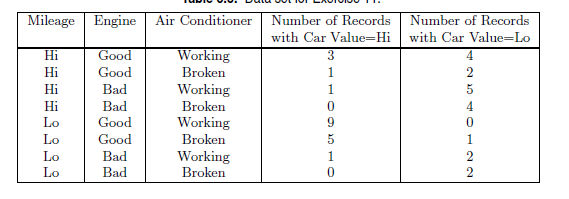 Table 5.3. Data set for Exercise 11.
Mileage Engine Air Conditioner Number of Records Number of Records
with Car Value=Hi with Car Value=Lo
Hi Good Working 3 4
Hi Good Broken 1 2
Hi Bad Working 1 5
Hi Bad Broken 0 4
Lo Good Working 9 0
Lo Good Broken 5 1
Lo Bad Working 1 2
Lo Bad Broken 0 2